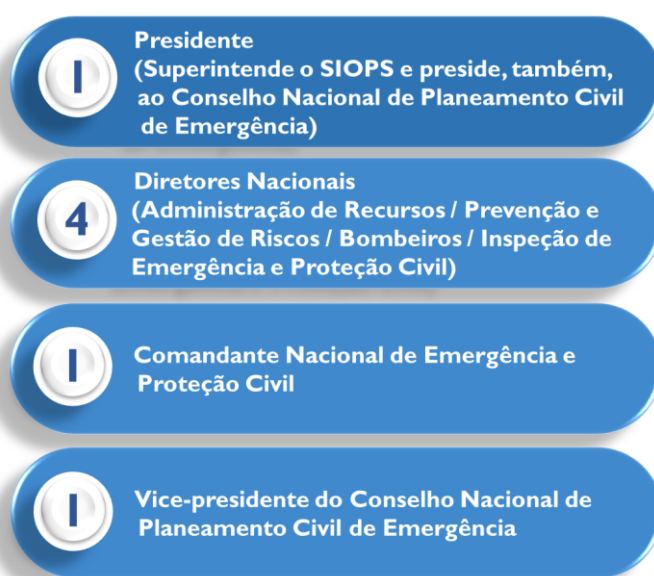 1
Presidente
(Superintende o SIOPS e preside, também,
ao Conselho Nacional de Planeamento Civil
de Emergência)
4
Diretores Nacionais
(Administração de Recursos / Prevenção e
Gestão de Riscos / Bombeiros / Inspeção de
Emergência e Proteção Civil)
1
Comandante Nacional de Emergência e
Proteção Civil
1
Vice-presidente do Conselho Nacional de
Planeamento Civil de Emergência